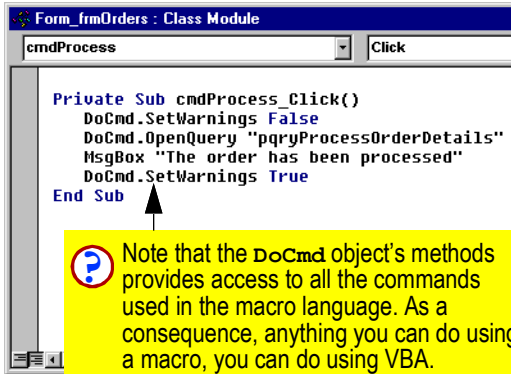 Form_frmOrders : Class Module
cmdProcess Click
Private Sub cmdProcess_Click()
DoCmd.SetWarnings False
DoCmd.OpenQuery "pqryProcessOrderDetails"
MsgBox "The order has been processed"
DoCmd.SetWarnings True
End Sub
? Note that the DoCmd object's methods
provides access to all the commands
used in the macro language. As a
consequence, anything you can do using
a macro, you can do using VBA.